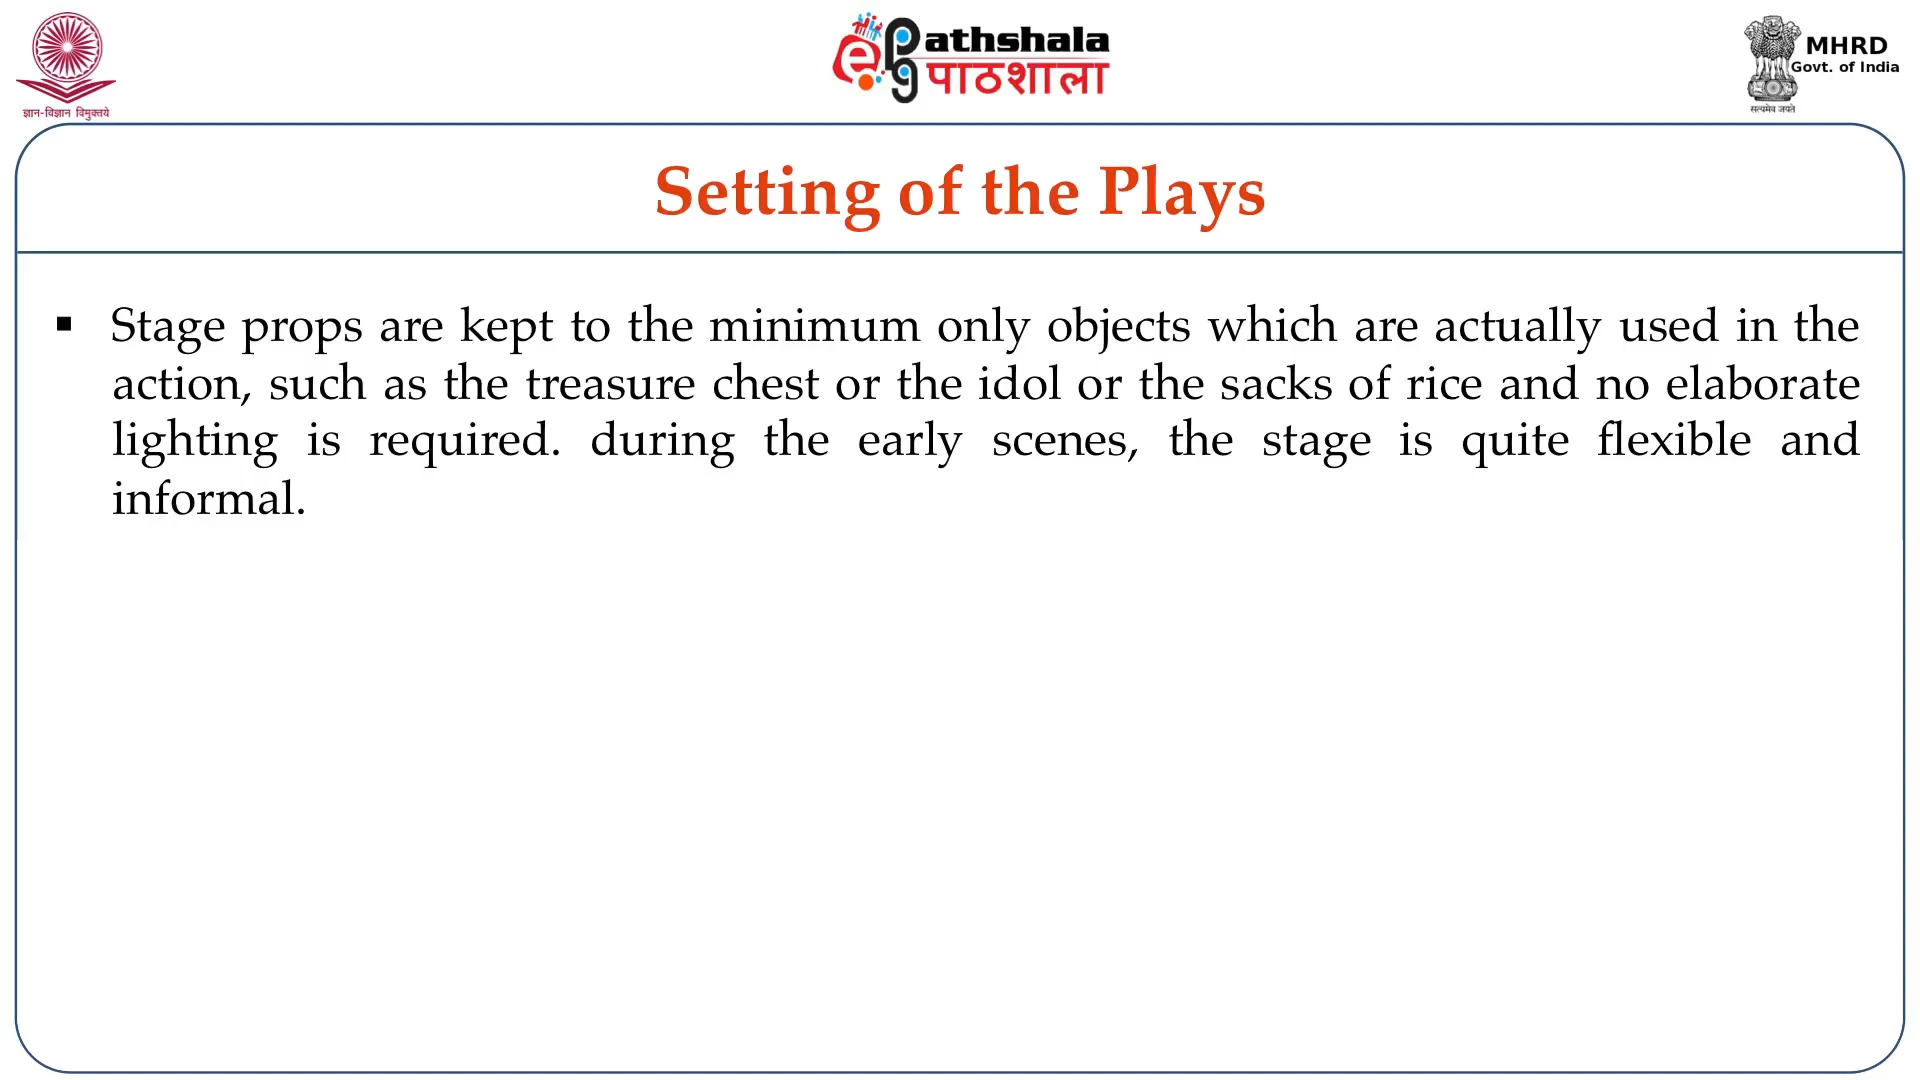 ज्ञान-विज्ञान विमुक्तये
ePG Pathshala
पाठशाला
MHRD
Govt. of India
सत्यमेव जयते
Setting of the Plays
▪ Stage props are kept to the minimum only objects which are actually used in the
action, such as the treasure chest or the idol or the sacks of rice and no elaborate
lighting is required. during the early scenes, the stage is quite flexible and
informal.